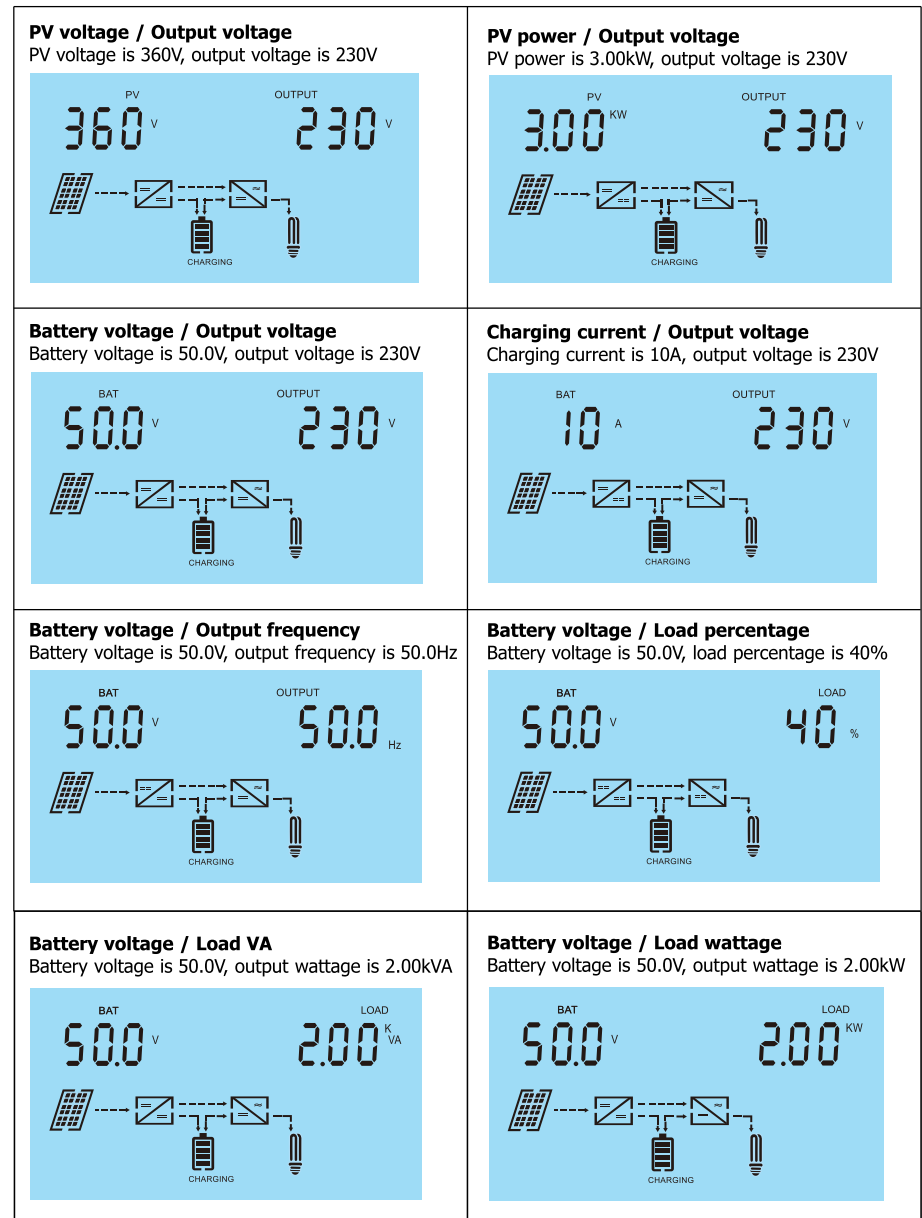 PV voltage / Output voltage
PV voltage is 360V, output voltage is 230V
PV OUTPUT
360 V 230 V
CHARGING
PV power / Output voltage
PV power is 3.00kW, output voltage is 230V
PV OUTPUT
3.00 KW 230 V
CHARGING
Battery voltage / Output voltage
Battery voltage is 50.0V, output voltage is 230V
BAT OUTPUT
50.0 V 230 V
CHARGING
Charging current / Output voltage
Charging current is 10A, output voltage is 230V
BAT OUTPUT
10 A 230 V
CHARGING
Battery voltage / Output frequency
Battery voltage is 50.0V, output frequency is 50.0Hz
BAT OUTPUT
50.0 V 50.0 Hz
CHARGING
Battery voltage / Load percentage
Battery voltage is 50.0V, load percentage is 40%
BAT LOAD
50.0 V 40 %
CHARGING
Battery voltage / Load VA
Battery voltage is 50.0V, output wattage is 2.00kVA
BAT LOAD
50.0 V 2.00 K VA
CHARGING
Battery voltage / Load wattage
Battery voltage is 50.0V, output wattage is 2.00kW
BAT LOAD
50.0 V 2.00 KW
CHARGING